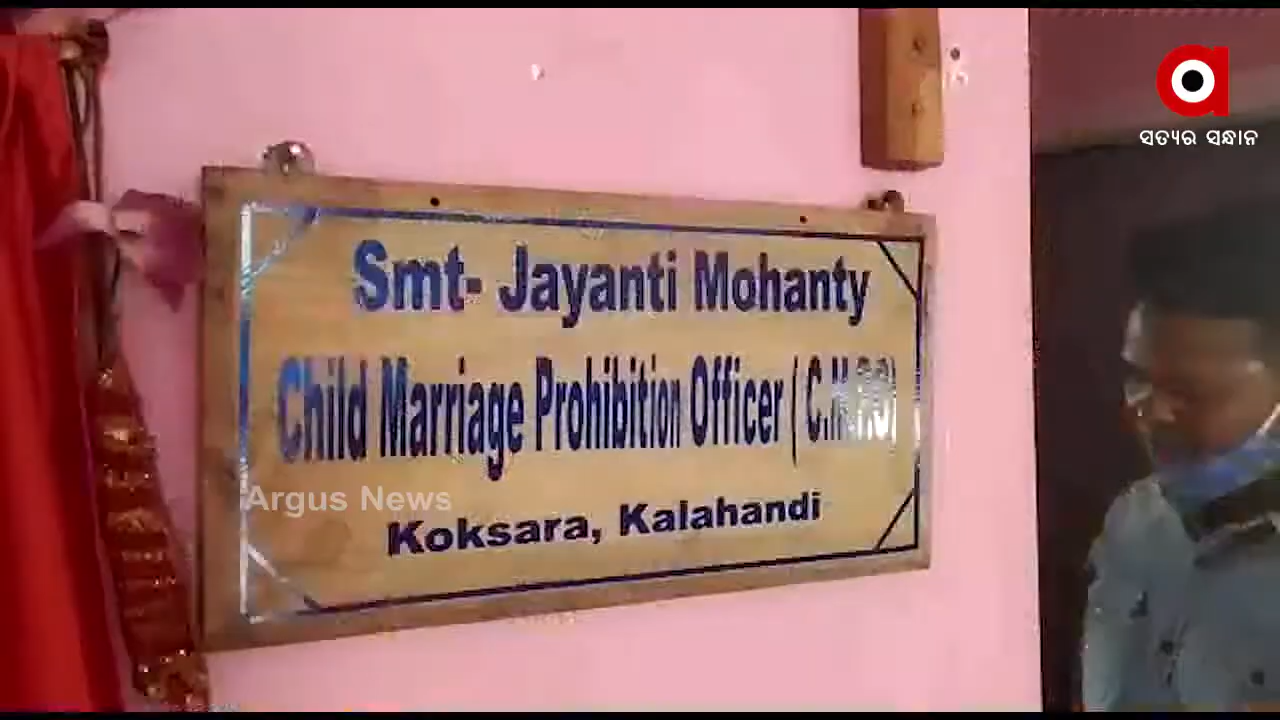 ସତ୍ୟର ସନ୍ଧାନ
Smt- Jayanti Mohanty
Child Marriage Prohibition Officer ( C.M.P.O)
Argus News
Koksara, Kalahandi